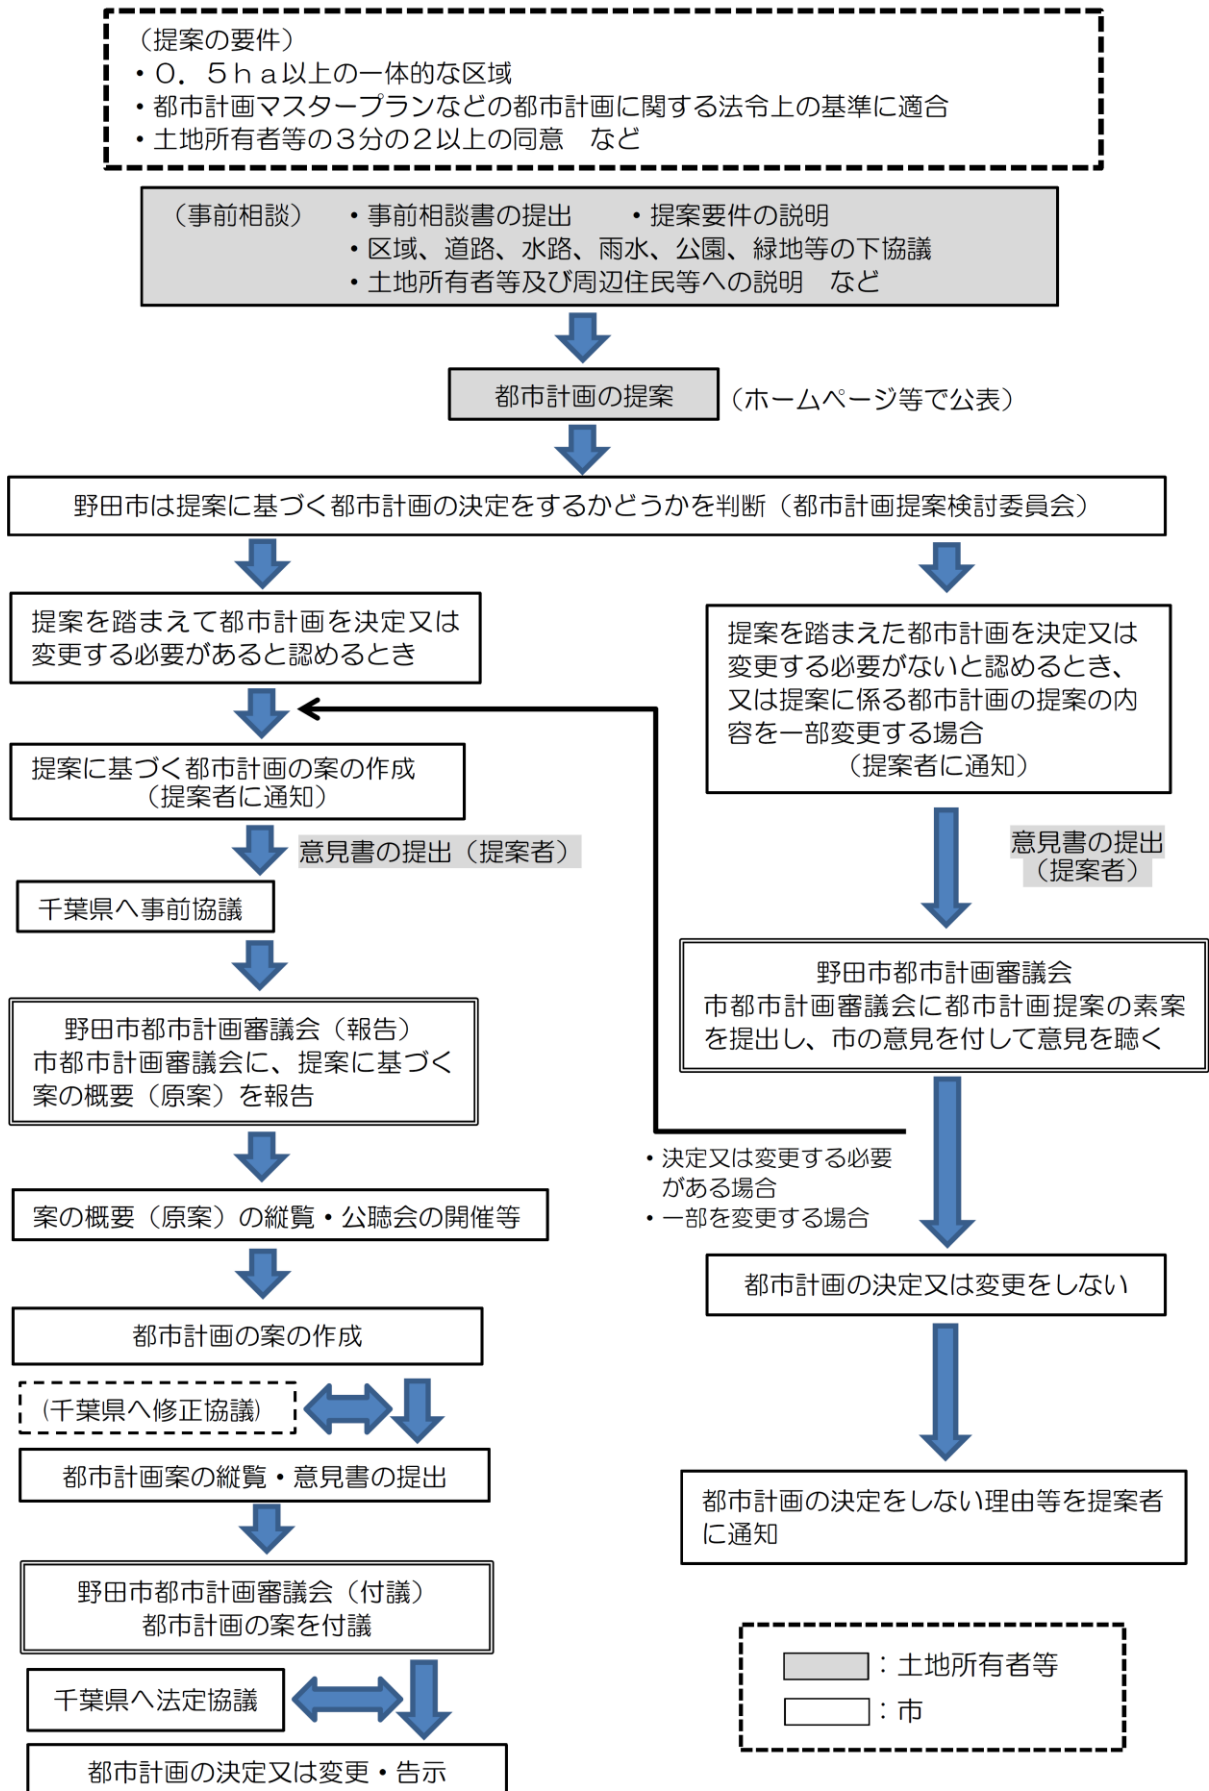 （提案の要件）
・０．５ｈａ以上の一体的な区域
・都市計画マスタープランなどの都市計画に関する法令上の基準に適合
・土地所有者等の３分の２以上の同意　など
（事前相談）　・事前相談書の提出　　・提案要件の説明
・区域、道路、水路、雨水、公園、緑地等の下協議
・土地所有者等及び周辺住民等への説明　など
都市計画の提案　（ホームページ等で公表）
野田市は提案に基づく都市計画の決定をするかどうかを判断（都市計画提案検討委員会）
提案を踏まえて都市計画を決定又は
変更する必要があると認めるとき
提案に基づく都市計画の案の作成
（提案者に通知）
意見書の提出（提案者）
千葉県へ事前協議
野田市都市計画審議会（報告）
市都市計画審議会に、提案に基づく
案の概要（原案）を報告
案の概要（原案）の縦覧・公聴会の開催等
都市計画の案の作成
(千葉県へ修正協議)
都市計画案の縦覧・意見書の提出
野田市都市計画審議会（付議）
都市計画の案を付議
千葉県へ法定協議
都市計画の決定又は変更・告示
提案を踏まえた都市計画を決定又は
変更する必要がないと認めるとき、
又は提案に係る都市計画の提案の内
容を一部変更する場合
（提案者に通知）
意見書の提出
（提案者）
野田市都市計画審議会
市都市計画審議会に都市計画提案の素案
を提出し、市の意見を付して意見を聴く
・決定又は変更する必要
がある場合
・一部を変更する場合
都市計画の決定又は変更をしない
都市計画の決定をしない理由等を提案者
に通知
：土地所有者等
：市